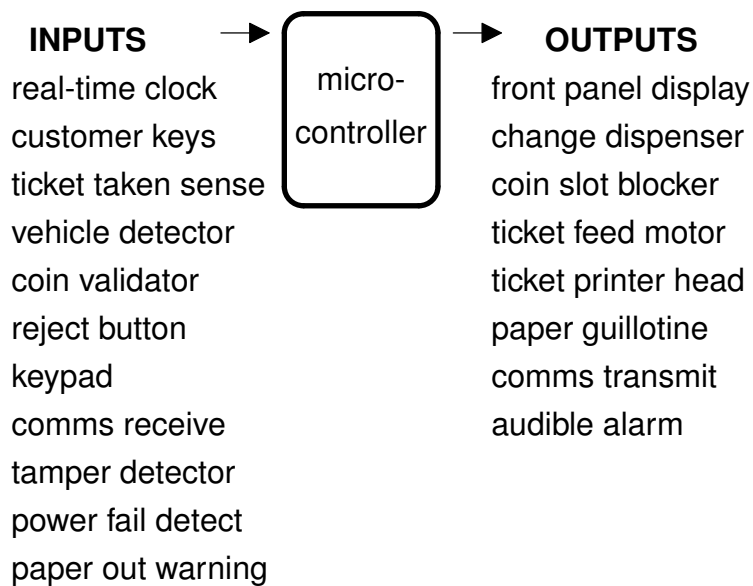 INPUTS
real-time clock
customer keys
ticket taken sense
vehicle detector
coin validator
reject button
keypad
comms receive
tamper detector
power fail detect
paper out warning
micro-
controller
OUTPUTS
front panel display
change dispenser
coin slot blocker
ticket feed motor
ticket printer head
paper guillotine
comms transmit
audible alarm